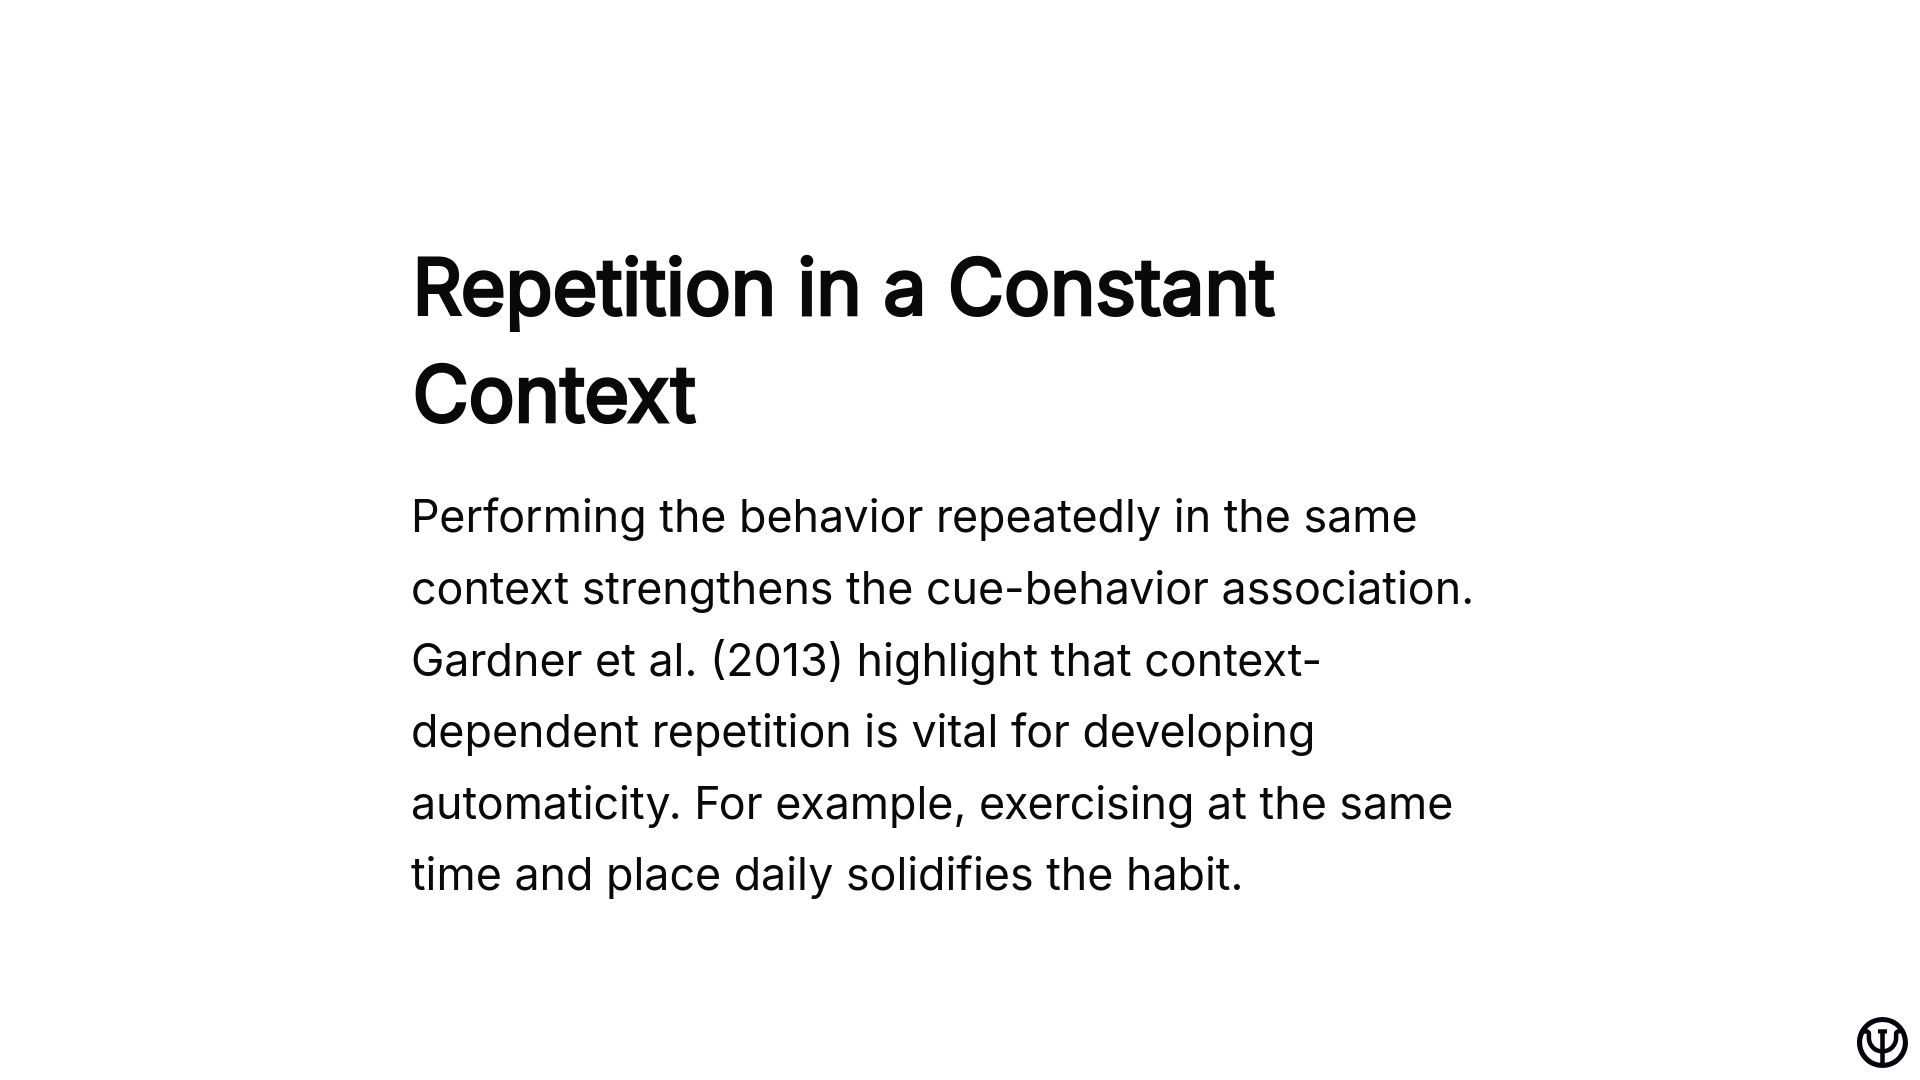 Repetition in a Constant
Context
Performing the behavior repeatedly in the same
context strengthens the cue-behavior association.
Gardner et al. (2013) highlight that context-
dependent repetition is vital for developing
automaticity. For example, exercising at the same
time and place daily solidifies the habit.